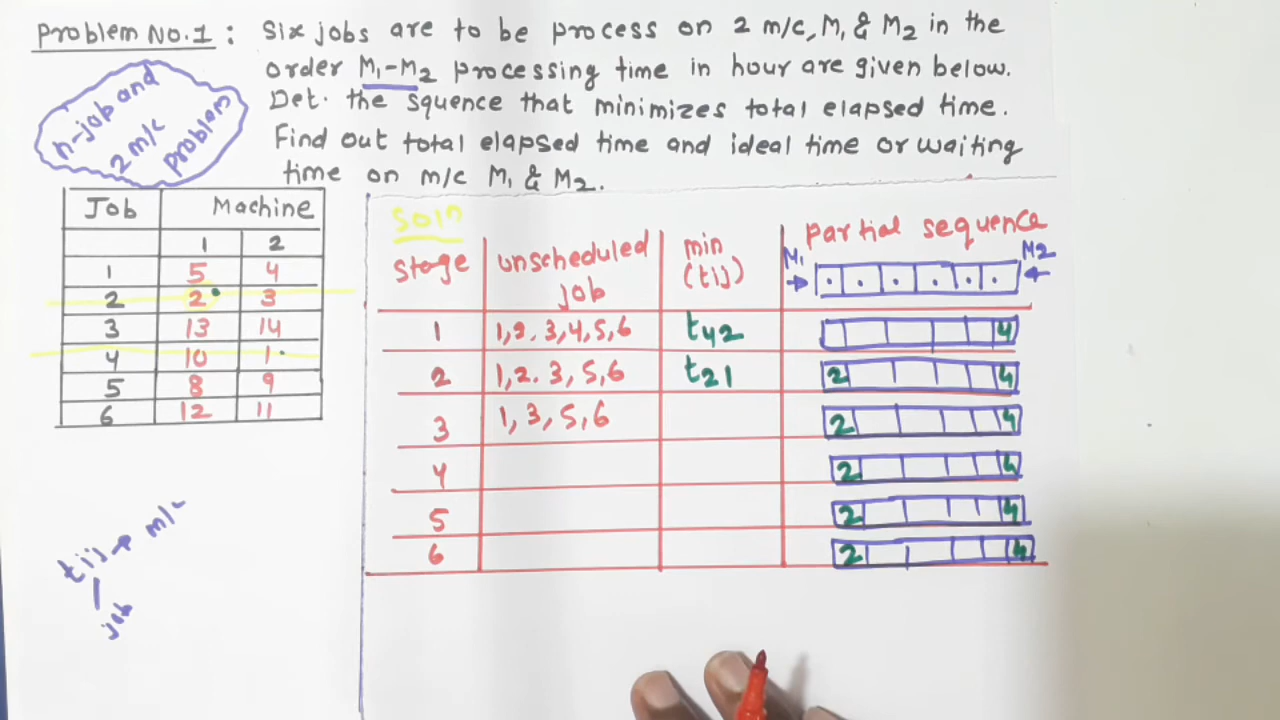 Problem No.1 : Six jobs are to be process on 2 m/c, M1 & M2 in the
order M1-M2 processing time in hour are given below.
Det. the squence that minimizes total elapsed time.
Find out total elapsed time and ideal time or waiting
time on m/c M1 & M2.
n-job and
2 m/c
problem
Job Machine
1 2
1 5 4
2 2 3
3 13 14
4 10 1
5 8 9
6 12 11
tij → m/c
job
Soln
Stage unscheduled job min (tij) partial sequence
M1 M2
1 1,2.3,4,5,6 t42 4
2 1,2.3,5,6 t21 2 4
3 1,3,5,6 2 4
4 2 4
5 2 4
6 2 4